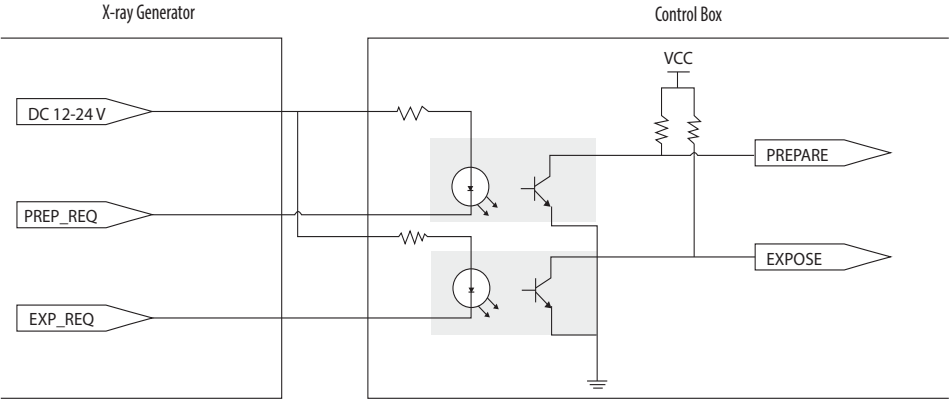 X-ray Generator
Control Box
VCC
DC 12-24 V
PREPARE
PREP_REQ
EXPOSE
EXP_REQ